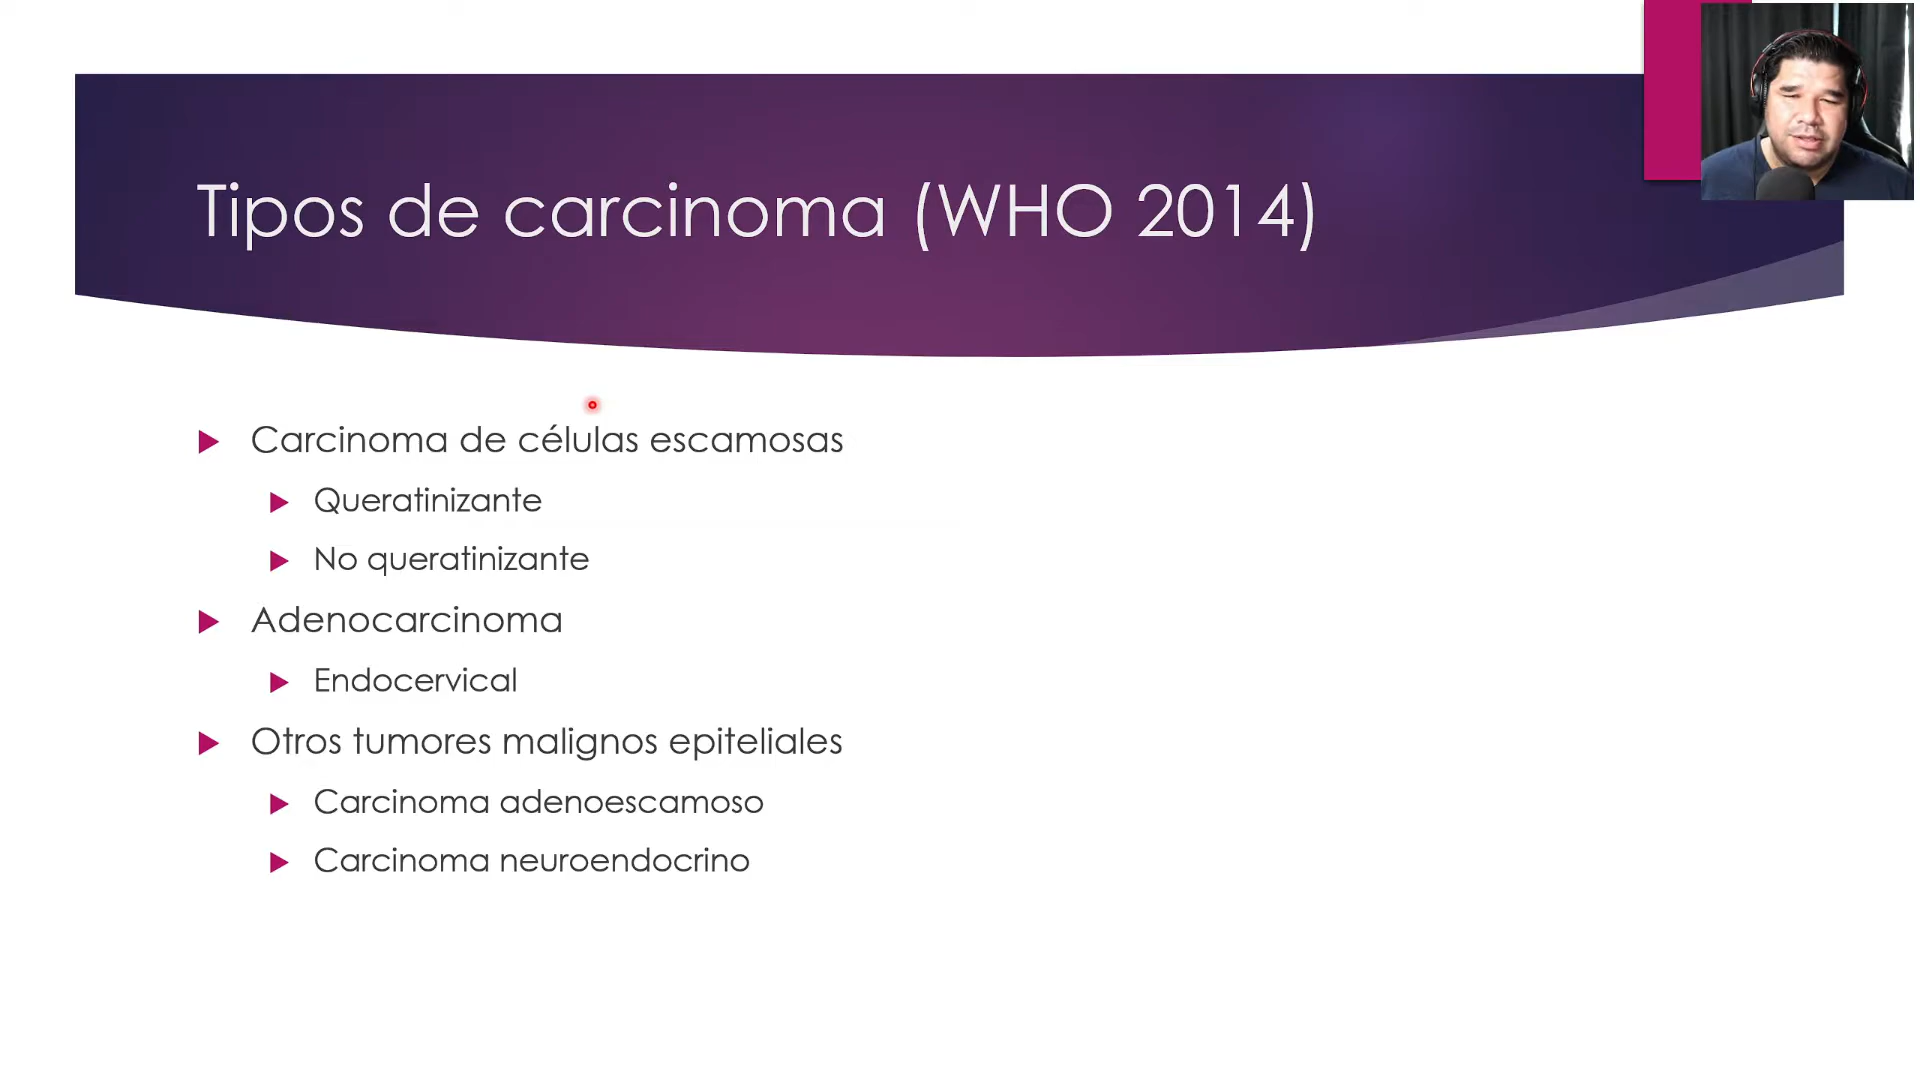 Tipos de carcinoma (WHO 2014)
Carcinoma de células escamosas
Queratinizante
No queratinizante
Adenocarcinoma
Endocervical
Otros tumores malignos epiteliales
Carcinoma adenoescamoso
Carcinoma neuroendocrino